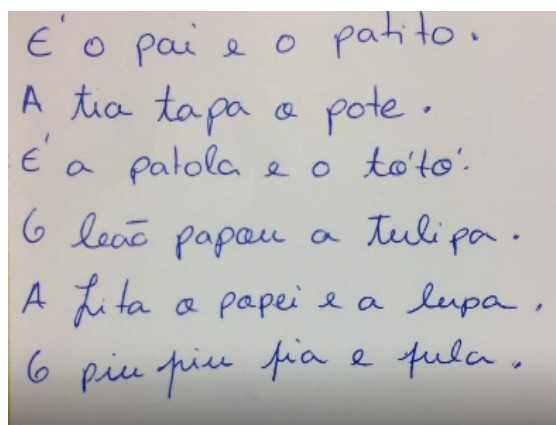 É o pai e o patito.
A tia tapa o pote.
É a patola e o tótó.
O leão papou a tulipa.
A Lita o papei e a lupa.
O piu piu pia e pula.